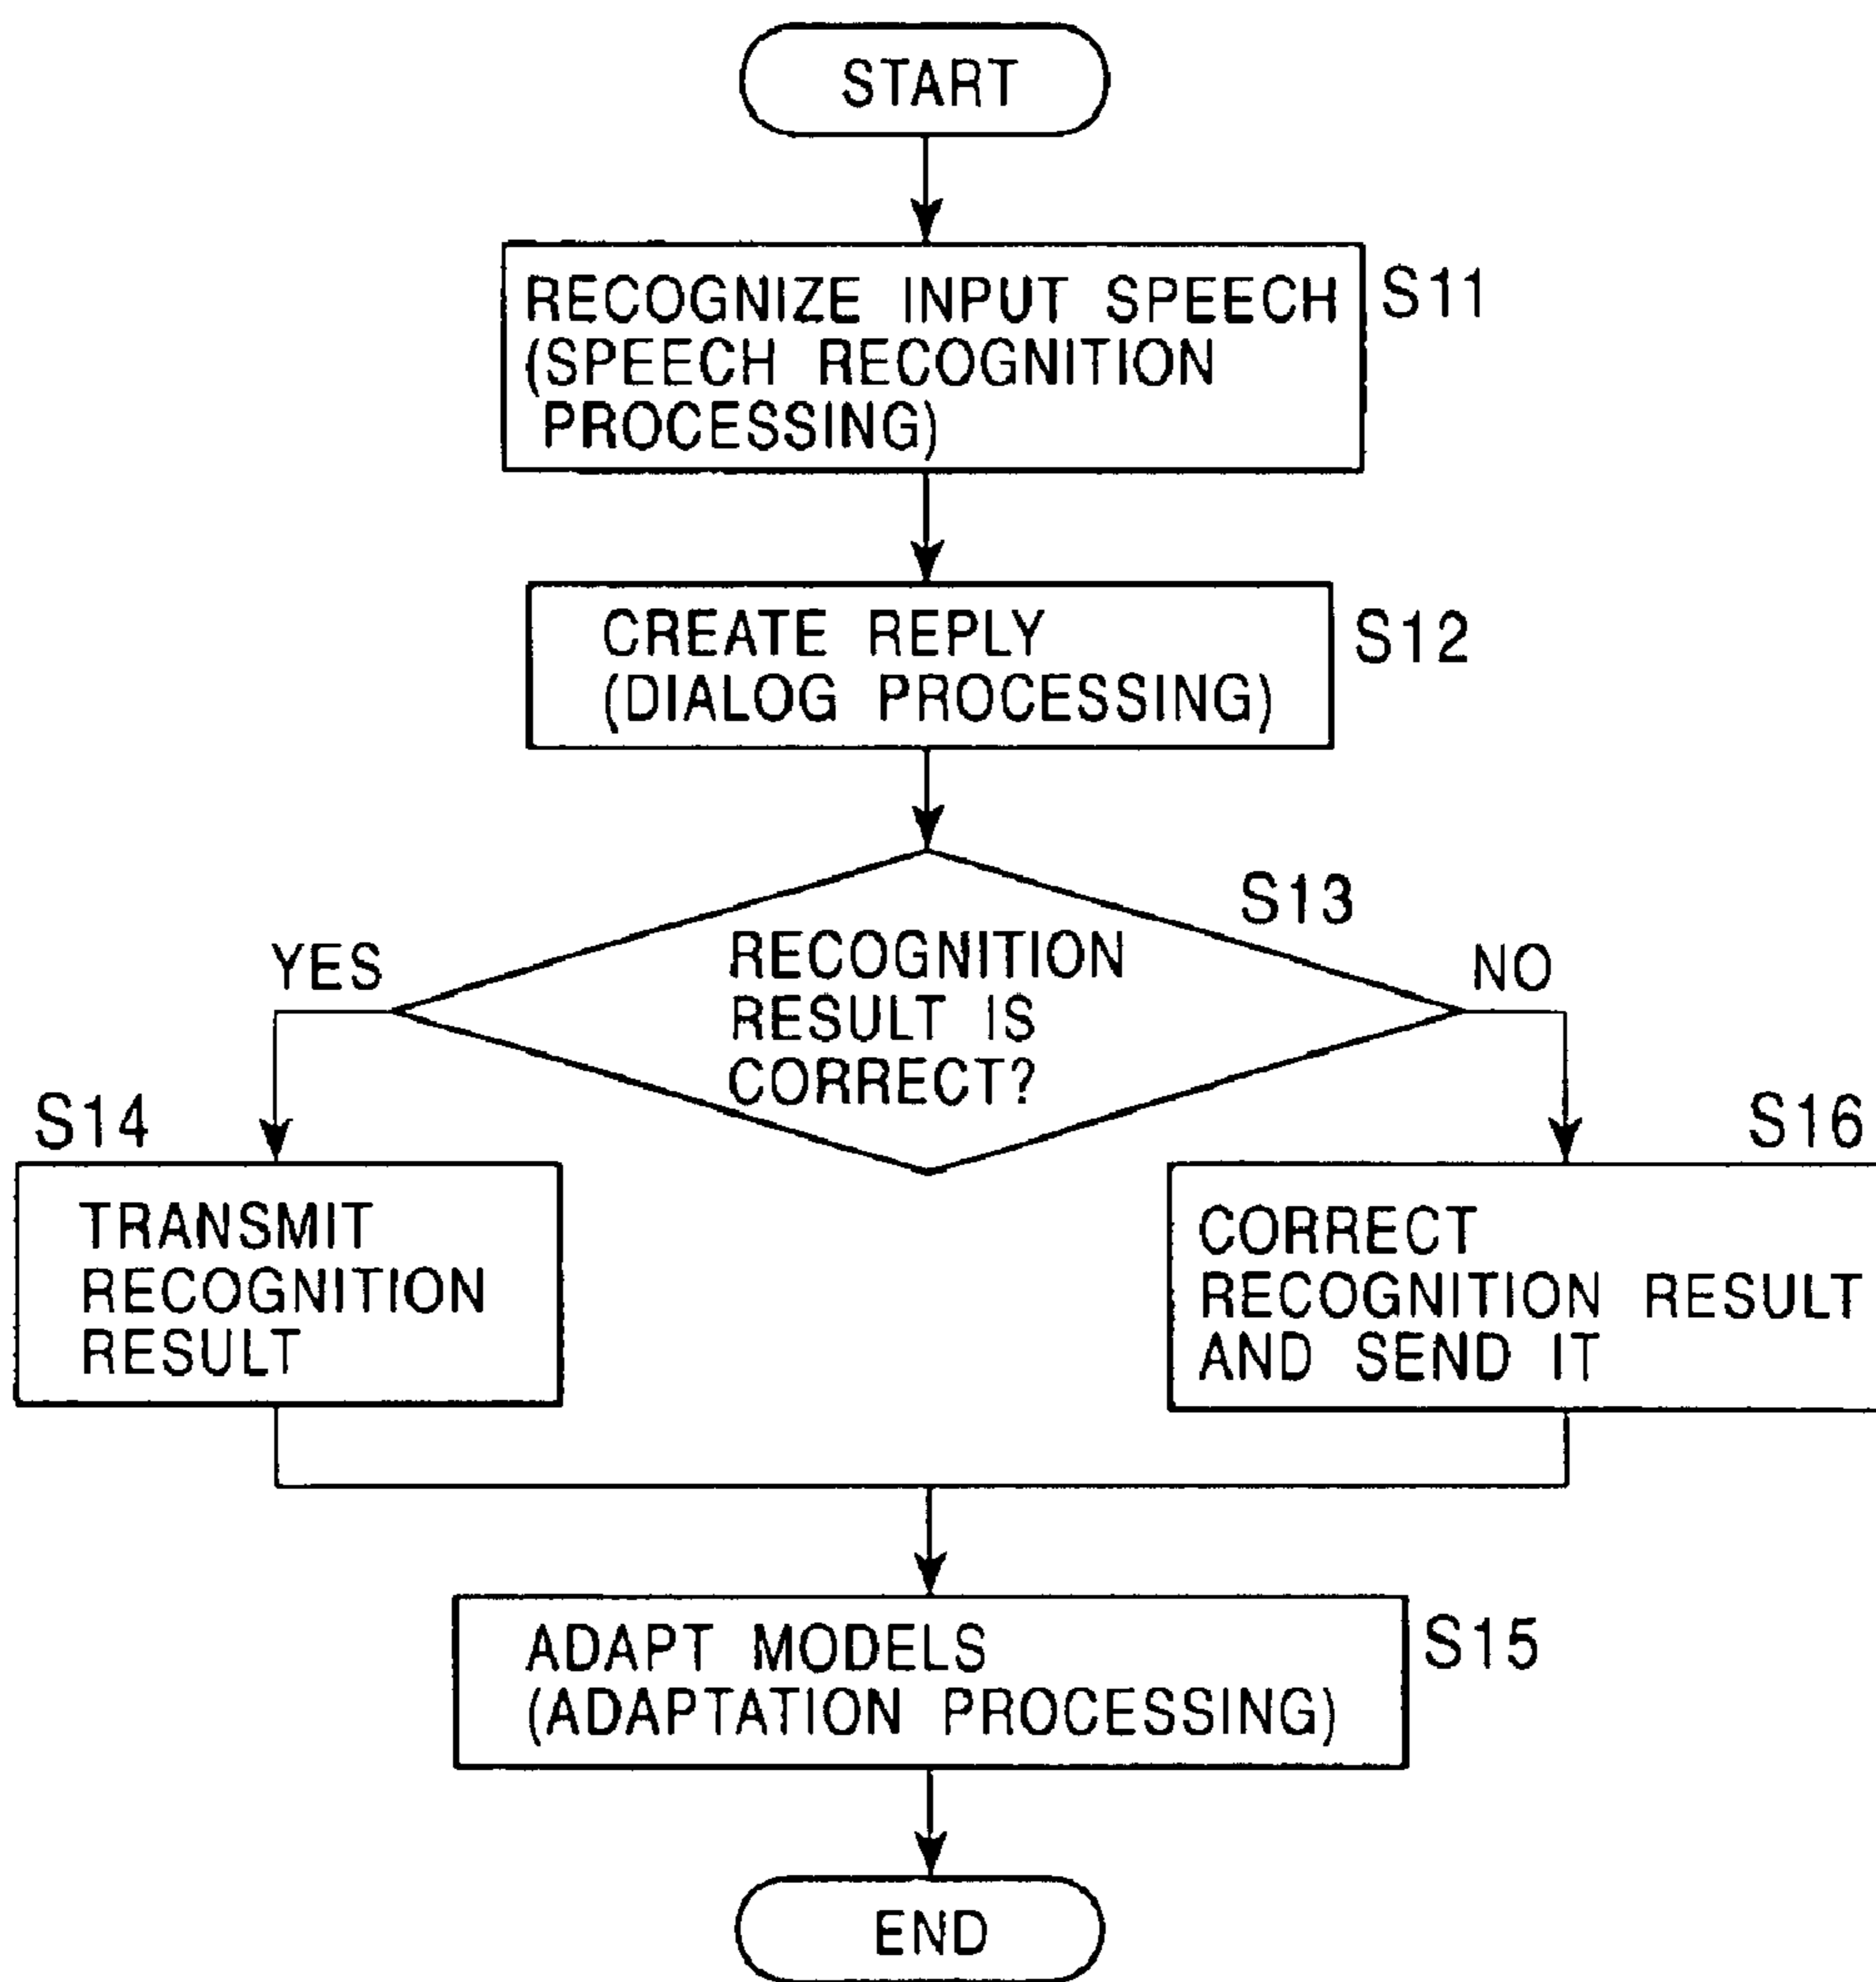 START
RECOGNIZE INPUT SPEECH
(SPEECH RECOGNITION
PROCESSING)
S11
CREATE REPLY
(DIALOG PROCESSING)
S12
S13
RECOGNITION
RESULT IS
CORRECT?
YES
NO
S14
TRANSMIT
RECOGNITION
RESULT
S16
CORRECT
RECOGNITION RESULT
AND SEND IT
ADAPT MODELS
(ADAPTATION PROCESSING)
S15
END